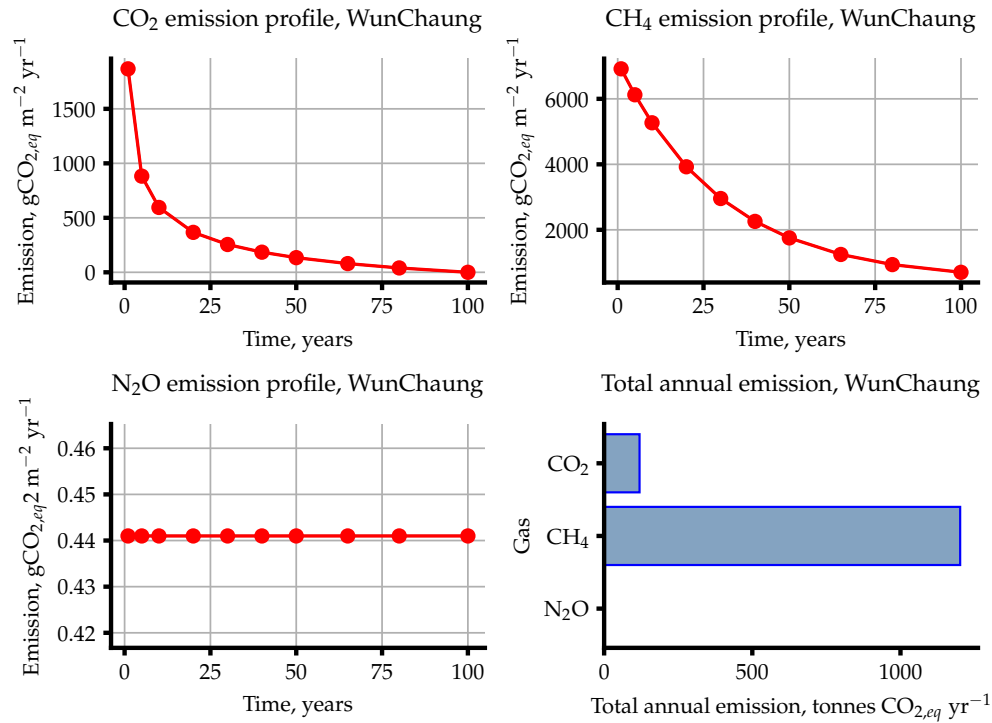 CO₂ emission profile, WunChaung
Emission, gCO₂,eq m⁻² yr⁻¹
1500
1000
500
0
0 25 50 75 100
Time, years
CH₄ emission profile, WunChaung
Emission, gCO₂,eq m⁻² yr⁻¹
6000
4000
2000
0 25 50 75 100
Time, years
N₂O emission profile, WunChaung
Emission, gCO₂,eq2 m⁻² yr⁻¹
0.46
0.45
0.44
0.43
0.42
0 25 50 75 100
Time, years
Total annual emission, WunChaung
Gas
CO₂
CH₄
N₂O
0 500 1000
Total annual emission, tonnes CO₂,eq yr⁻¹